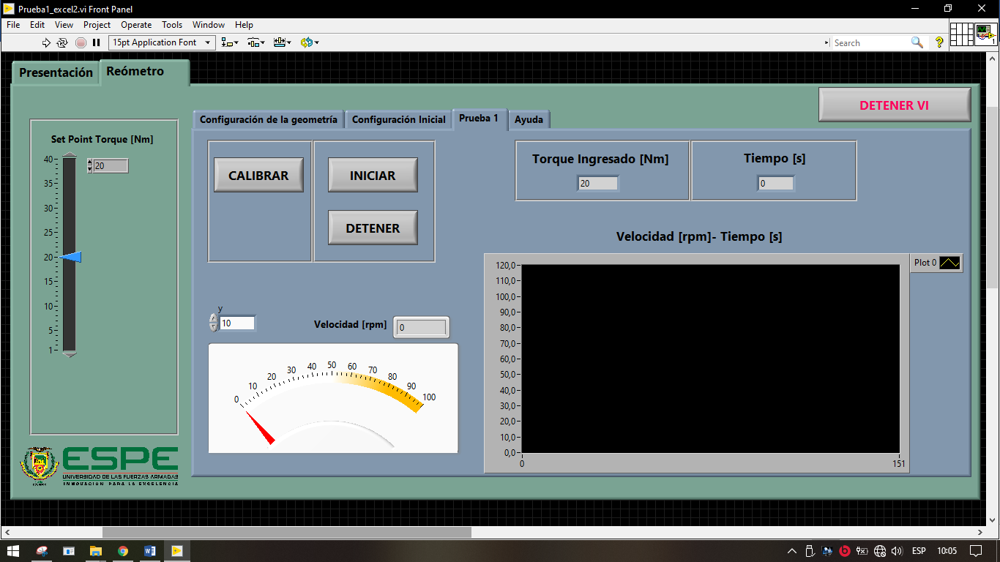 Prueba1_excel2.vi Front Panel
File Edit View Project Operate Tools Window Help
15pt Application Font
Search
1
Presentación
Reómetro
DETENER VI
Set Point Torque [Nm]
20
40
35
30
25
20
15
10
5
1
Configuración de la geometría
Configuración Inicial
Prueba 1
Ayuda
CALIBRAR
INICIAR
DETENER
Torque Ingresado [Nm]
20
Tiempo [s]
0
y
10
Velocidad [rpm]
0
0 10 20 30 40 50 60 70 80 90 100
Velocidad [rpm]- Tiempo [s]
Plot 0
120,0
110,0
100,0
90,0
80,0
70,0
60,0
50,0
40,0
30,0
20,0
10,0
0,0
0
151
ESPE
UNIVERSIDAD DE LAS FUERZAS ARMADAS
INNOVACIÓN PARA LA EXCELENCIA
ESP
10:05